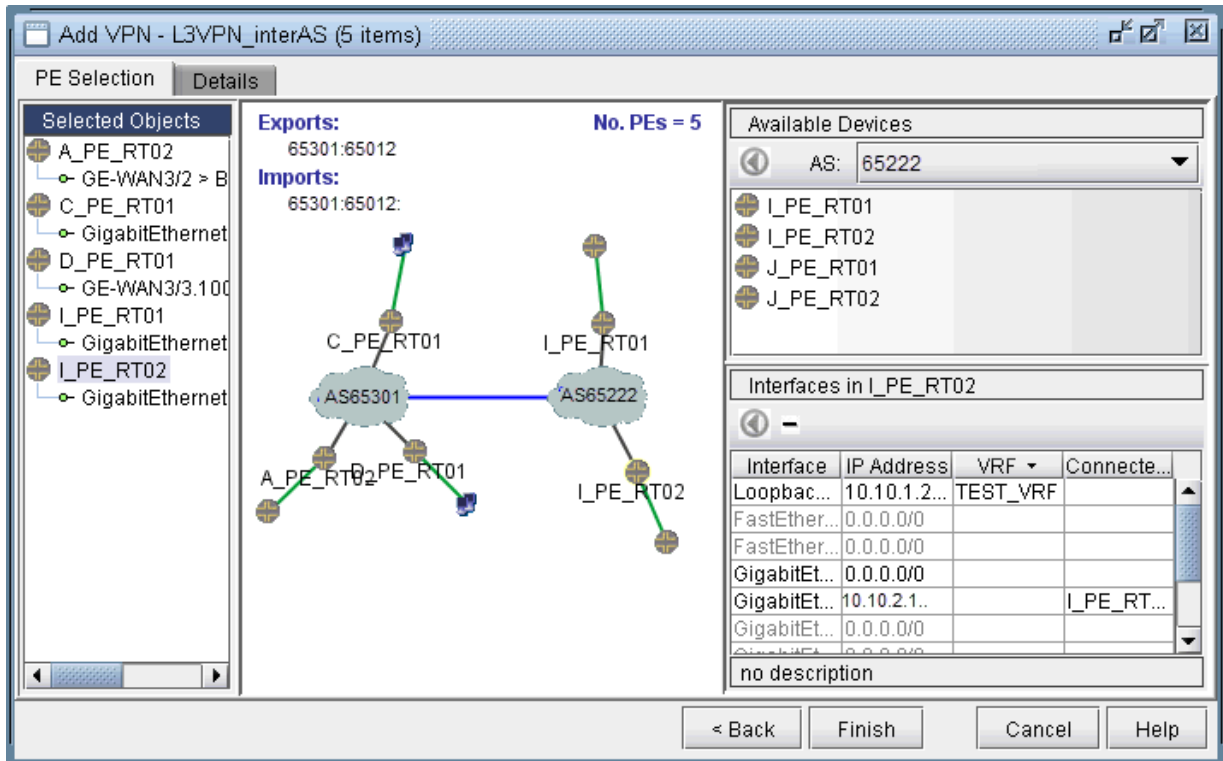 Add VPN - L3VPN_interAS (5 items)
PE Selection
Details
Selected Objects
A_PE_RT02
GE-WAN3/2 > B
C_PE_RT01
GigabitEthernet
D_PE_RT01
GE-WAN3/3.100
I_PE_RT01
GigabitEthernet
I_PE_RT02
GigabitEthernet
Exports:
No. PEs = 5
65301:65012
Imports:
65301:65012:
C_PE_RT01
I_PE_RT01
AS65301
AS65222
A_PE_RT02
D_PE_RT01
I_PE_RT02
Available Devices
AS: 65222
I_PE_RT01
I_PE_RT02
J_PE_RT01
J_PE_RT02
Interfaces in I_PE_RT02
Interface IP Address VRF Connecte...
Loopbac... 10.10.1.2... TEST_VRF
FastEther... 0.0.0.0/0
FastEther... 0.0.0.0/0
GigabitEt... 0.0.0.0/0
GigabitEt... 10.10.2.1.. I_PE_RT...
GigabitEt... 0.0.0.0/0
no description
< Back
Finish
Cancel
Help